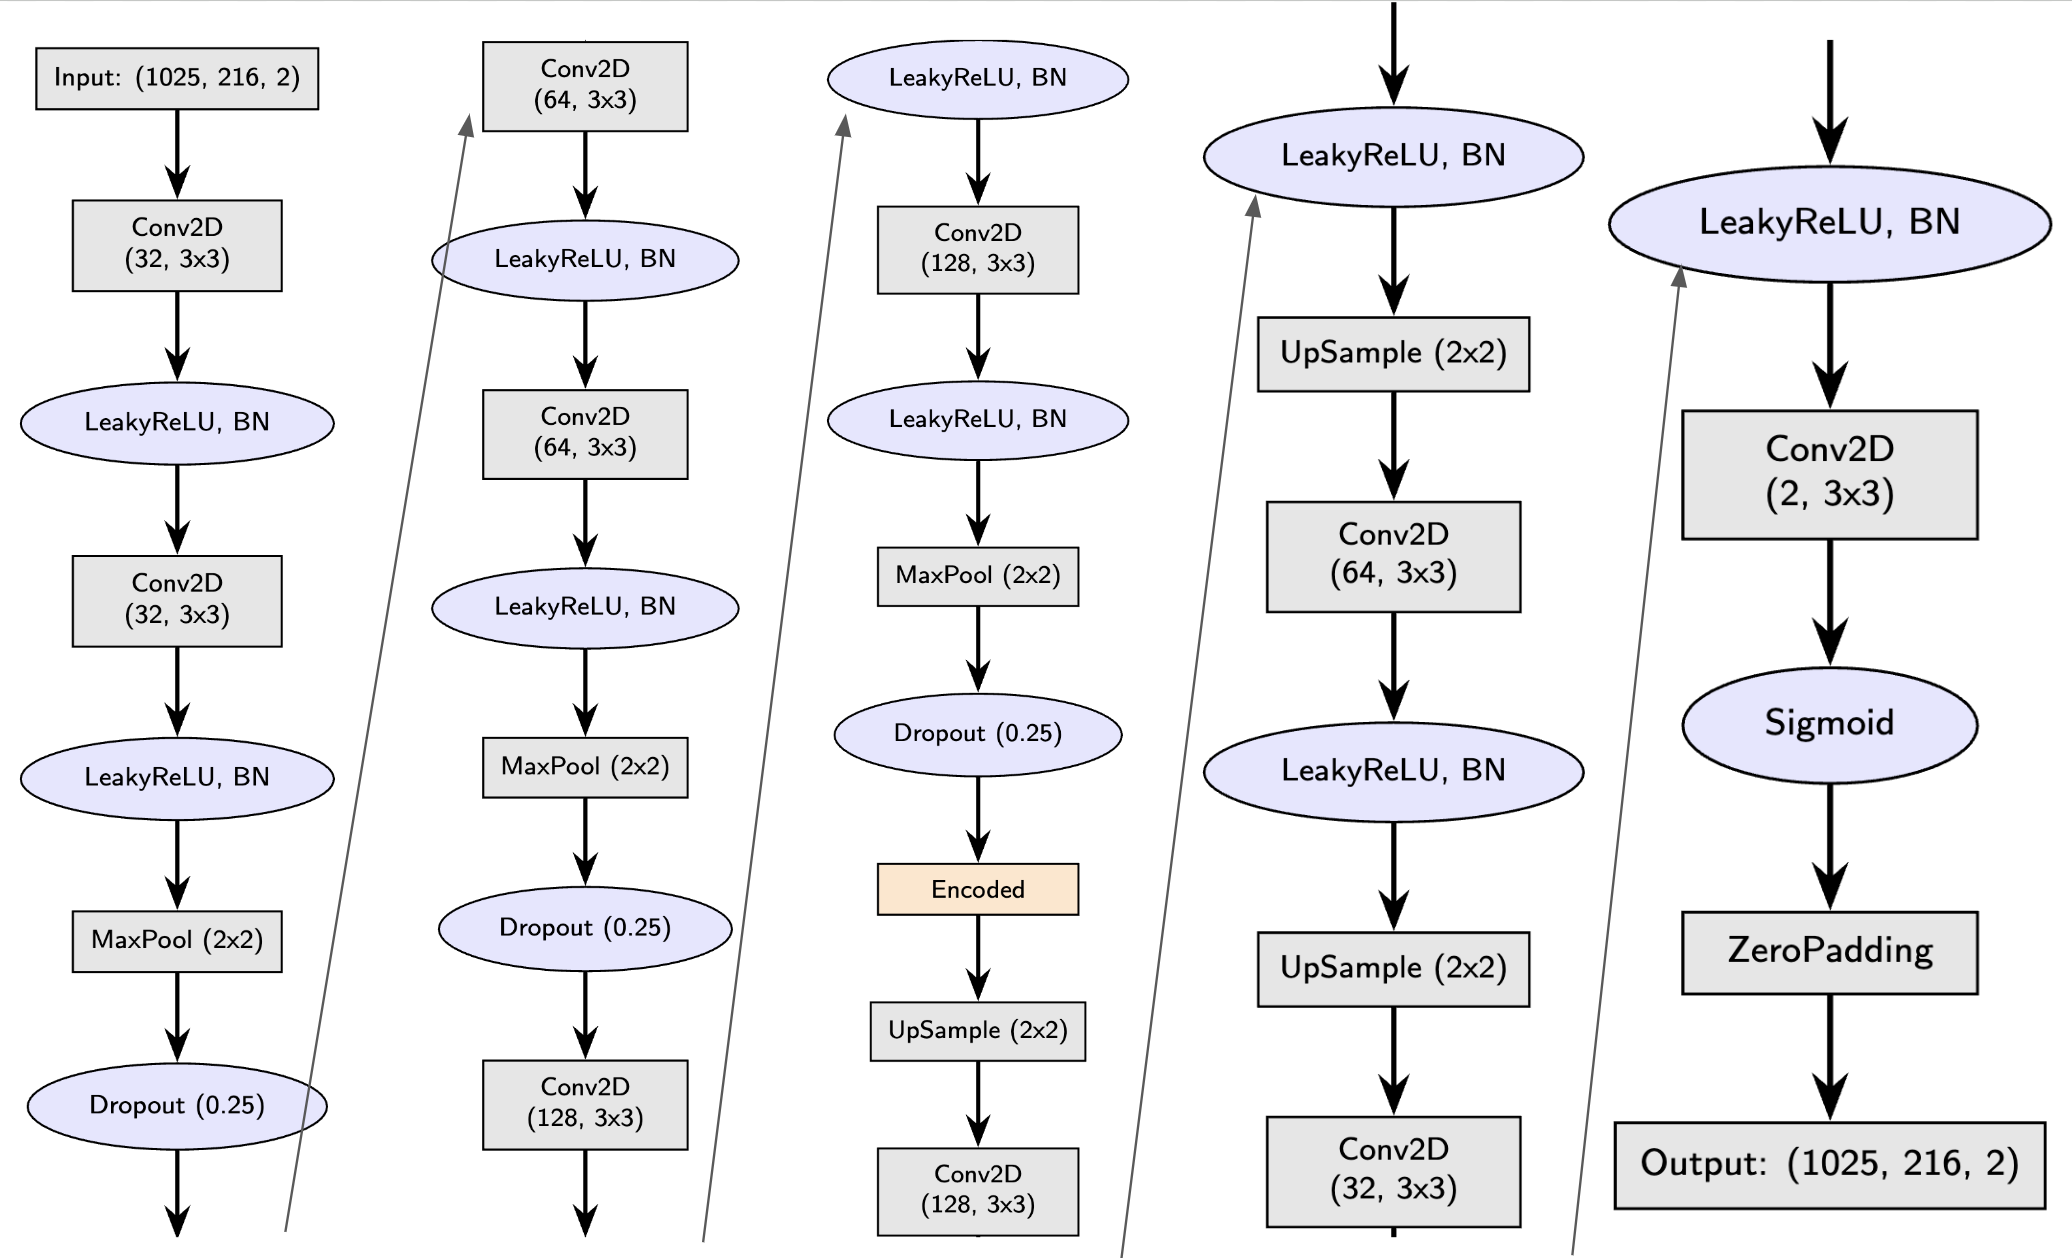 Input: (1025, 216, 2)
Conv2D
(32, 3x3)
LeakyReLU, BN
Conv2D
(32, 3x3)
LeakyReLU, BN
MaxPool (2x2)
Dropout (0.25)
Conv2D
(64, 3x3)
LeakyReLU, BN
Conv2D
(64, 3x3)
LeakyReLU, BN
MaxPool (2x2)
Dropout (0.25)
Conv2D
(128, 3x3)
LeakyReLU, BN
Conv2D
(128, 3x3)
LeakyReLU, BN
MaxPool (2x2)
Dropout (0.25)
Encoded
UpSample (2x2)
Conv2D
(128, 3x3)
LeakyReLU, BN
UpSample (2x2)
Conv2D
(64, 3x3)
LeakyReLU, BN
UpSample (2x2)
Conv2D
(32, 3x3)
LeakyReLU, BN
Conv2D
(2, 3x3)
Sigmoid
ZeroPadding
Output: (1025, 216, 2)